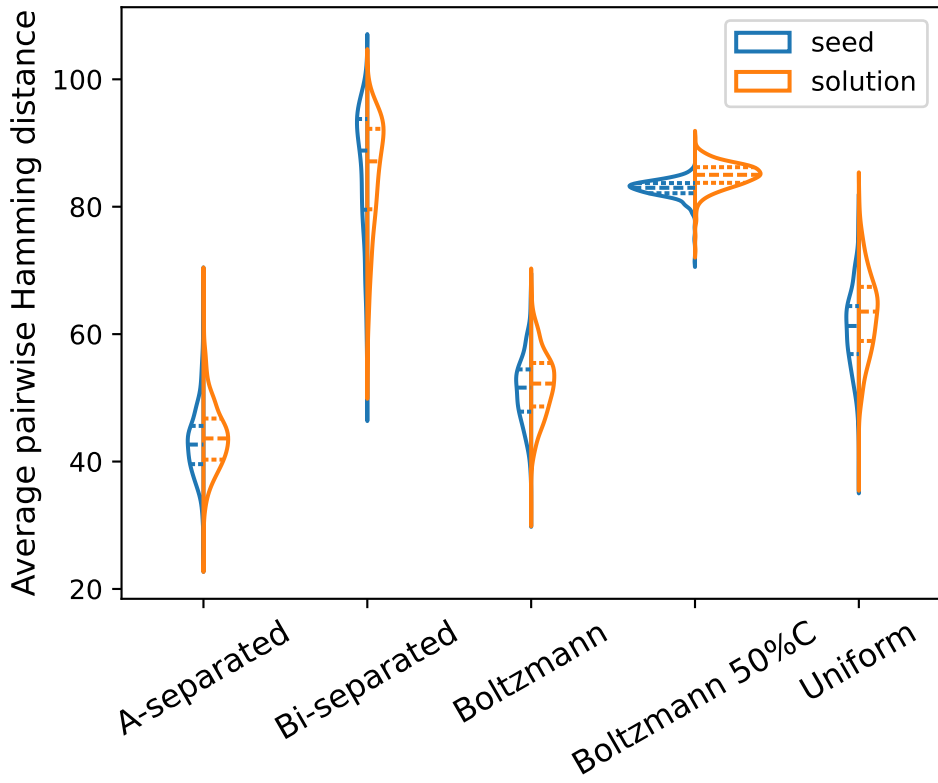 Average pairwise Hamming distance
100
80
60
40
20
seed
solution
A-separated
Bi-separated
Boltzmann
Boltzmann 50%C
Uniform